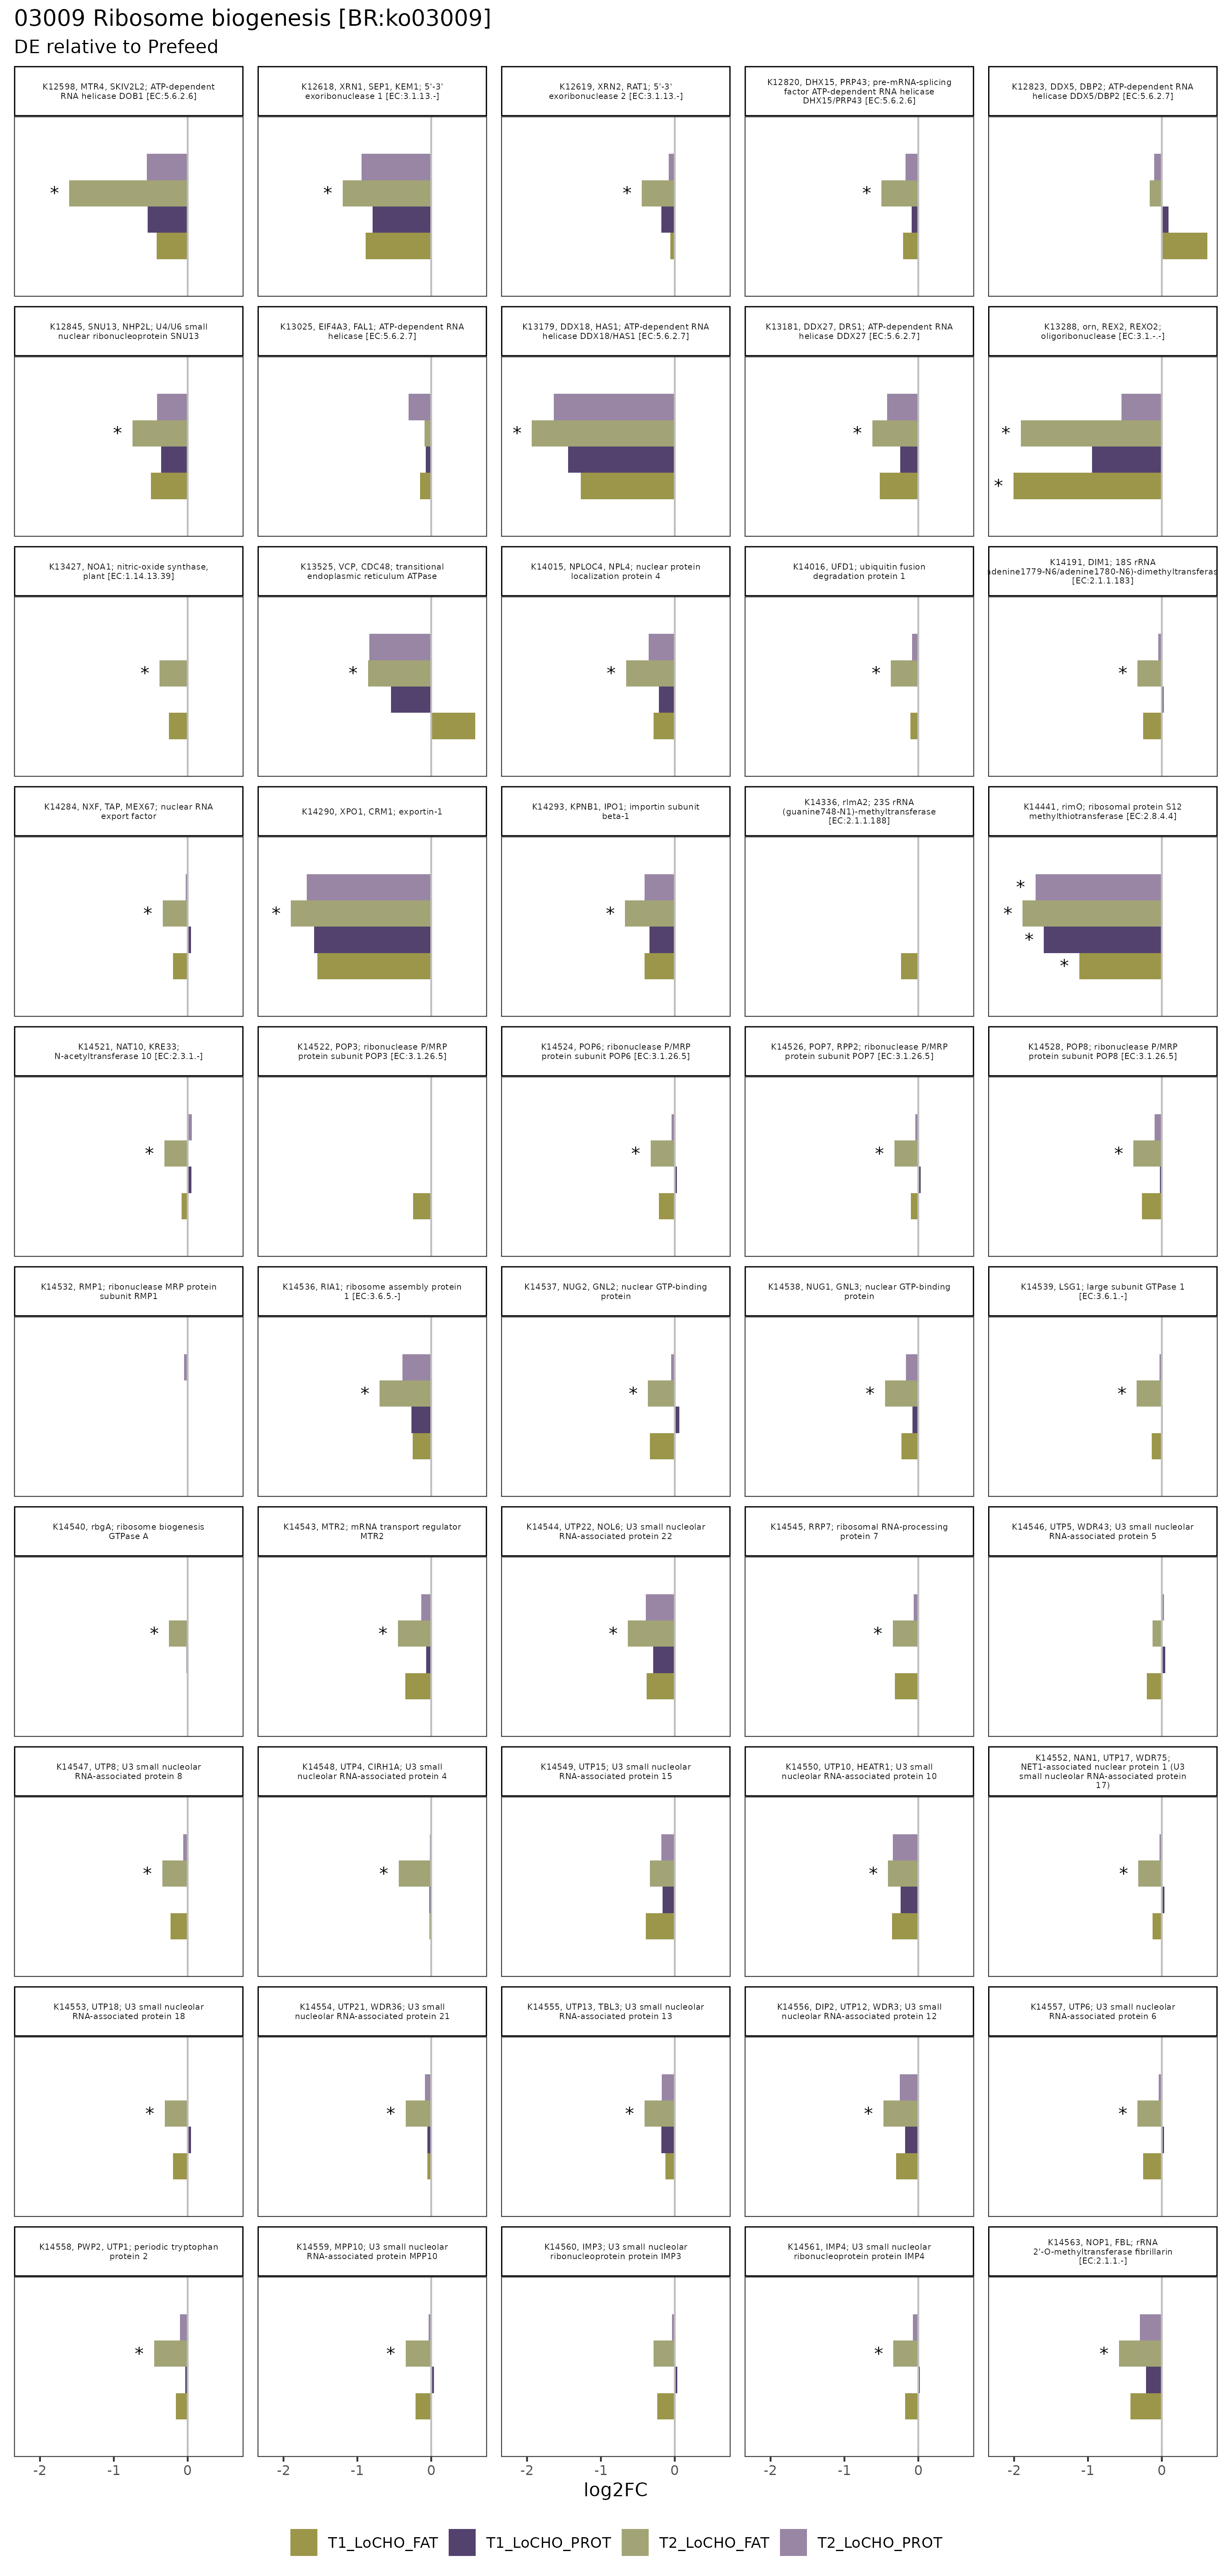 03009 Ribosome biogenesis [BR:ko03009]
DE relative to Prefeed
K12598, MTR4, SKIV2L2; ATP-dependent
RNA helicase DOB1 [EC:5.6.2.6]
K12618, XRN1, SEP1, KEM1; 5'-3'
exoribonuclease 1 [EC:3.1.13.-]
K12619, XRN2, RAT1; 5'-3'
exoribonuclease 2 [EC:3.1.13.-]
K12820, DHX15, PRP43; pre-mRNA-splicing
factor ATP-dependent RNA helicase
DHX15/PRP43 [EC:5.6.2.6]
K12823, DDX5, DBP2; ATP-dependent RNA
helicase DDX5/DBP2 [EC:5.6.2.7]
*
*
*
*
K12845, SNU13, NHP2L; U4/U6 small
nuclear ribonucleoprotein SNU13
K13025, EIF4A3, FAL1; ATP-dependent RNA
helicase [EC:5.6.2.7]
K13179, DDX18, HAS1; ATP-dependent RNA
helicase DDX18/HAS1 [EC:5.6.2.7]
K13181, DDX27, DRS1; ATP-dependent RNA
helicase DDX27 [EC:5.6.2.7]
K13288, orn, REX2, REXO2;
oligoribonuclease [EC:3.1.-.-]
*
*
*
*
*
K13427, NOA1; nitric-oxide synthase,
plant [EC:1.14.13.39]
K13525, VCP, CDC48; transitional
endoplasmic reticulum ATPase
K14015, NPLOC4, NPL4; nuclear protein
localization protein 4
K14016, UFD1; ubiquitin fusion
degradation protein 1
K14191, DIM1; 18S rRNA
adenine1779-N6/adenine1780-N6)-dimethyltransferas
[EC:2.1.1.183]
*
*
*
*
*
K14284, NXF, TAP, MEX67; nuclear RNA
export factor
K14290, XPO1, CRM1; exportin-1
K14293, KPNB1, IPO1; importin subunit
beta-1
K14336, rlmA2; 23S rRNA
(guanine748-N1)-methyltransferase
[EC:2.1.1.188]
K14441, rimO; ribosomal protein S12
methylthiotransferase [EC:2.8.4.4]
*
*
*
*
*
*
*
K14521, NAT10, KRE33;
N-acetyltransferase 10 [EC:2.3.1.-]
K14522, POP3; ribonuclease P/MRP
protein subunit POP3 [EC:3.1.26.5]
K14524, POP6; ribonuclease P/MRP
protein subunit POP6 [EC:3.1.26.5]
K14526, POP7, RPP2; ribonuclease P/MRP
protein subunit POP7 [EC:3.1.26.5]
K14528, POP8; ribonuclease P/MRP
protein subunit POP8 [EC:3.1.26.5]
*
*
*
*
K14532, RMP1; ribonuclease MRP protein
subunit RMP1
K14536, RIA1; ribosome assembly protein
1 [EC:3.6.5.-]
K14537, NUG2, GNL2; nuclear GTP-binding
protein
K14538, NUG1, GNL3; nuclear GTP-binding
protein
K14539, LSG1; large subunit GTPase 1
[EC:3.6.1.-]
*
*
*
*
K14540, rbgA; ribosome biogenesis
GTPase A
K14543, MTR2; mRNA transport regulator
MTR2
K14544, UTP22, NOL6; U3 small nucleolar
RNA-associated protein 22
K14545, RRP7; ribosomal RNA-processing
protein 7
K14546, UTP5, WDR43; U3 small nucleolar
RNA-associated protein 5
*
*
*
*
K14547, UTP8; U3 small nucleolar
RNA-associated protein 8
K14548, UTP4, CIRH1A; U3 small
nucleolar RNA-associated protein 4
K14549, UTP15; U3 small nucleolar
RNA-associated protein 15
K14550, UTP10, HEATR1; U3 small
nucleolar RNA-associated protein 10
K14552, NAN1, UTP17, WDR75;
NET1-associated nuclear protein 1 (U3
small nucleolar RNA-associated protein
17)
*
*
*
*
K14553, UTP18; U3 small nucleolar
RNA-associated protein 18
K14554, UTP21, WDR36; U3 small
nucleolar RNA-associated protein 21
K14555, UTP13, TBL3; U3 small nucleolar
RNA-associated protein 13
K14556, DIP2, UTP12, WDR3; U3 small
nucleolar RNA-associated protein 12
K14557, UTP6; U3 small nucleolar
RNA-associated protein 6
*
*
*
*
*
K14558, PWP2, UTP1; periodic tryptophan
protein 2
K14559, MPP10; U3 small nucleolar
RNA-associated protein MPP10
K14560, IMP3; U3 small nucleolar
ribonucleoprotein protein IMP3
K14561, IMP4; U3 small nucleolar
ribonucleoprotein protein IMP4
K14563, NOP1, FBL; rRNA
2'-O-methyltransferase fibrillarin
[EC:2.1.1.-]
*
*
*
*
-2 -1 0 -2 -1 0 -2 -1 0 -2 -1 0 -2 -1 0
log2FC
T1_LoCHO_FAT T1_LoCHO_PROT T2_LoCHO_FAT T2_LoCHO_PROT